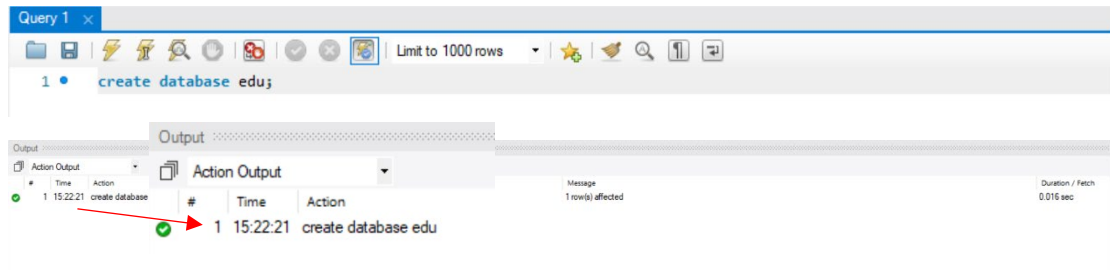 Query 1
Limit to 1000 rows
1 create database edu;
Output
Action Output
# Time Action Message Duration / Fetch
1 15:22:21 create database 1 row(s) affected 0.016 sec
Output
Action Output
# Time Action
1 15:22:21 create database edu